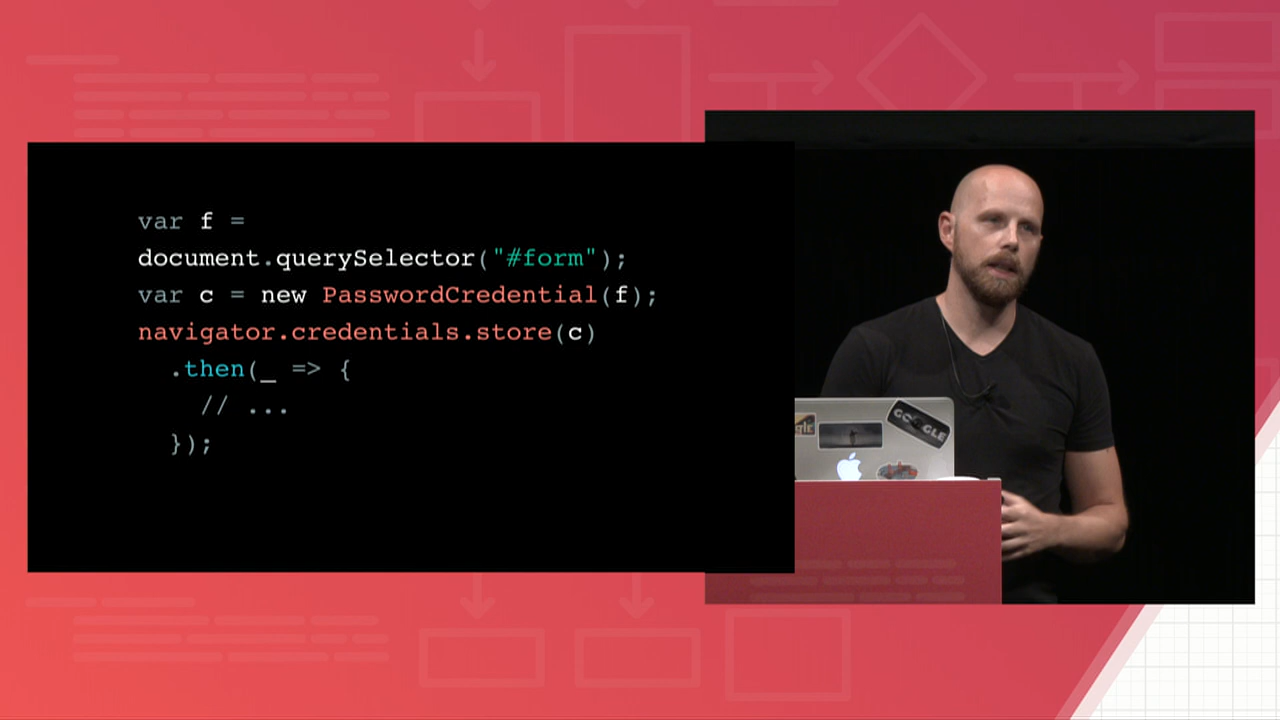 var f =
document.querySelector("#form");
var c = new PasswordCredential(f);
navigator.credentials.store(c)
  .then(_ => {
    // ...
  });
GOOGLE